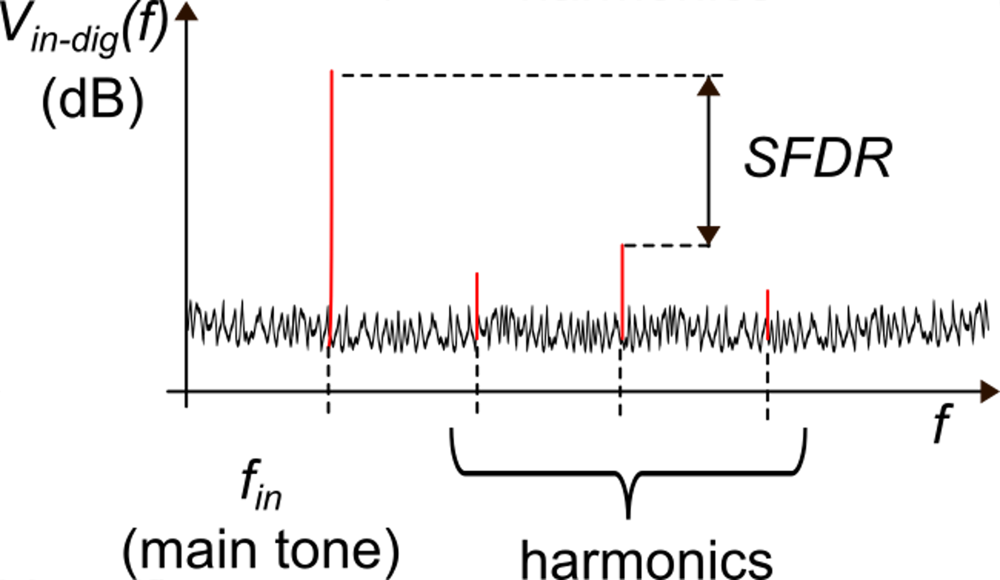 V_in-dig(f)
(dB)
SFDR
f
f_in
(main tone)
harmonics